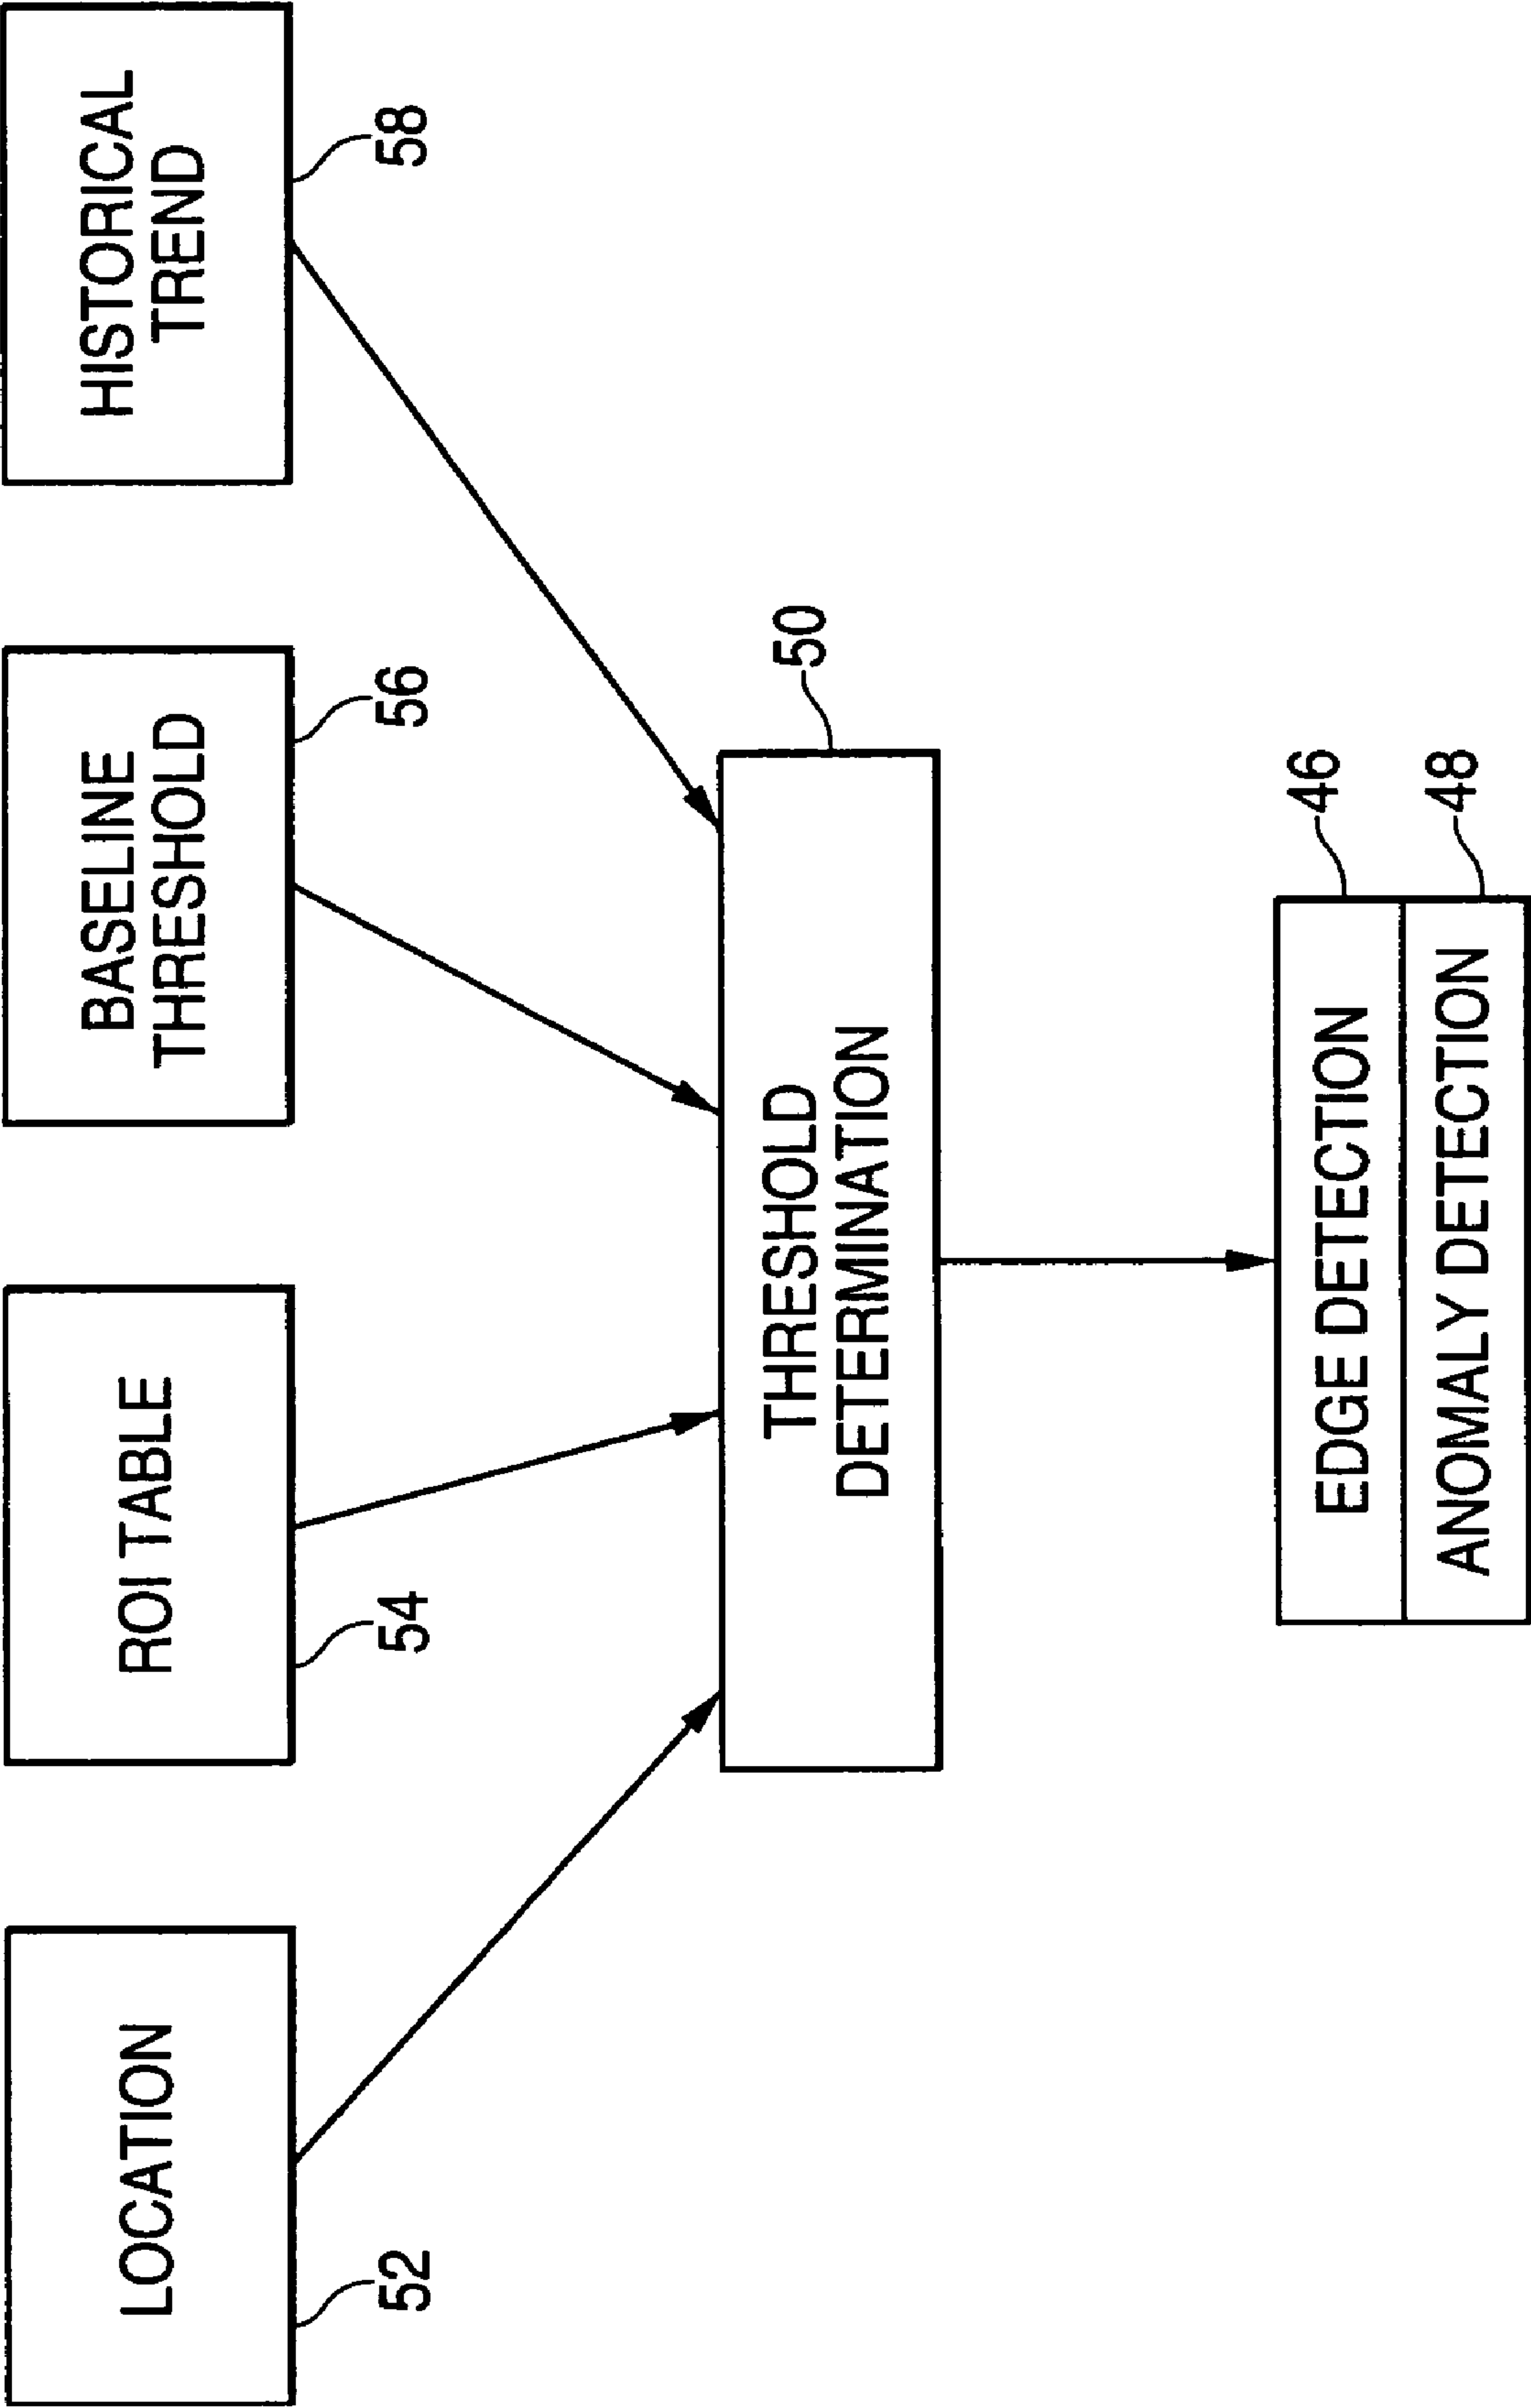 LOCATION
52
ROI TABLE
54
BASELINE
THRESHOLD
56
HISTORICAL
TREND
58
THRESHOLD
DETERMINATION
50
EDGE DETECTION
46
ANOMALY DETECTION
48